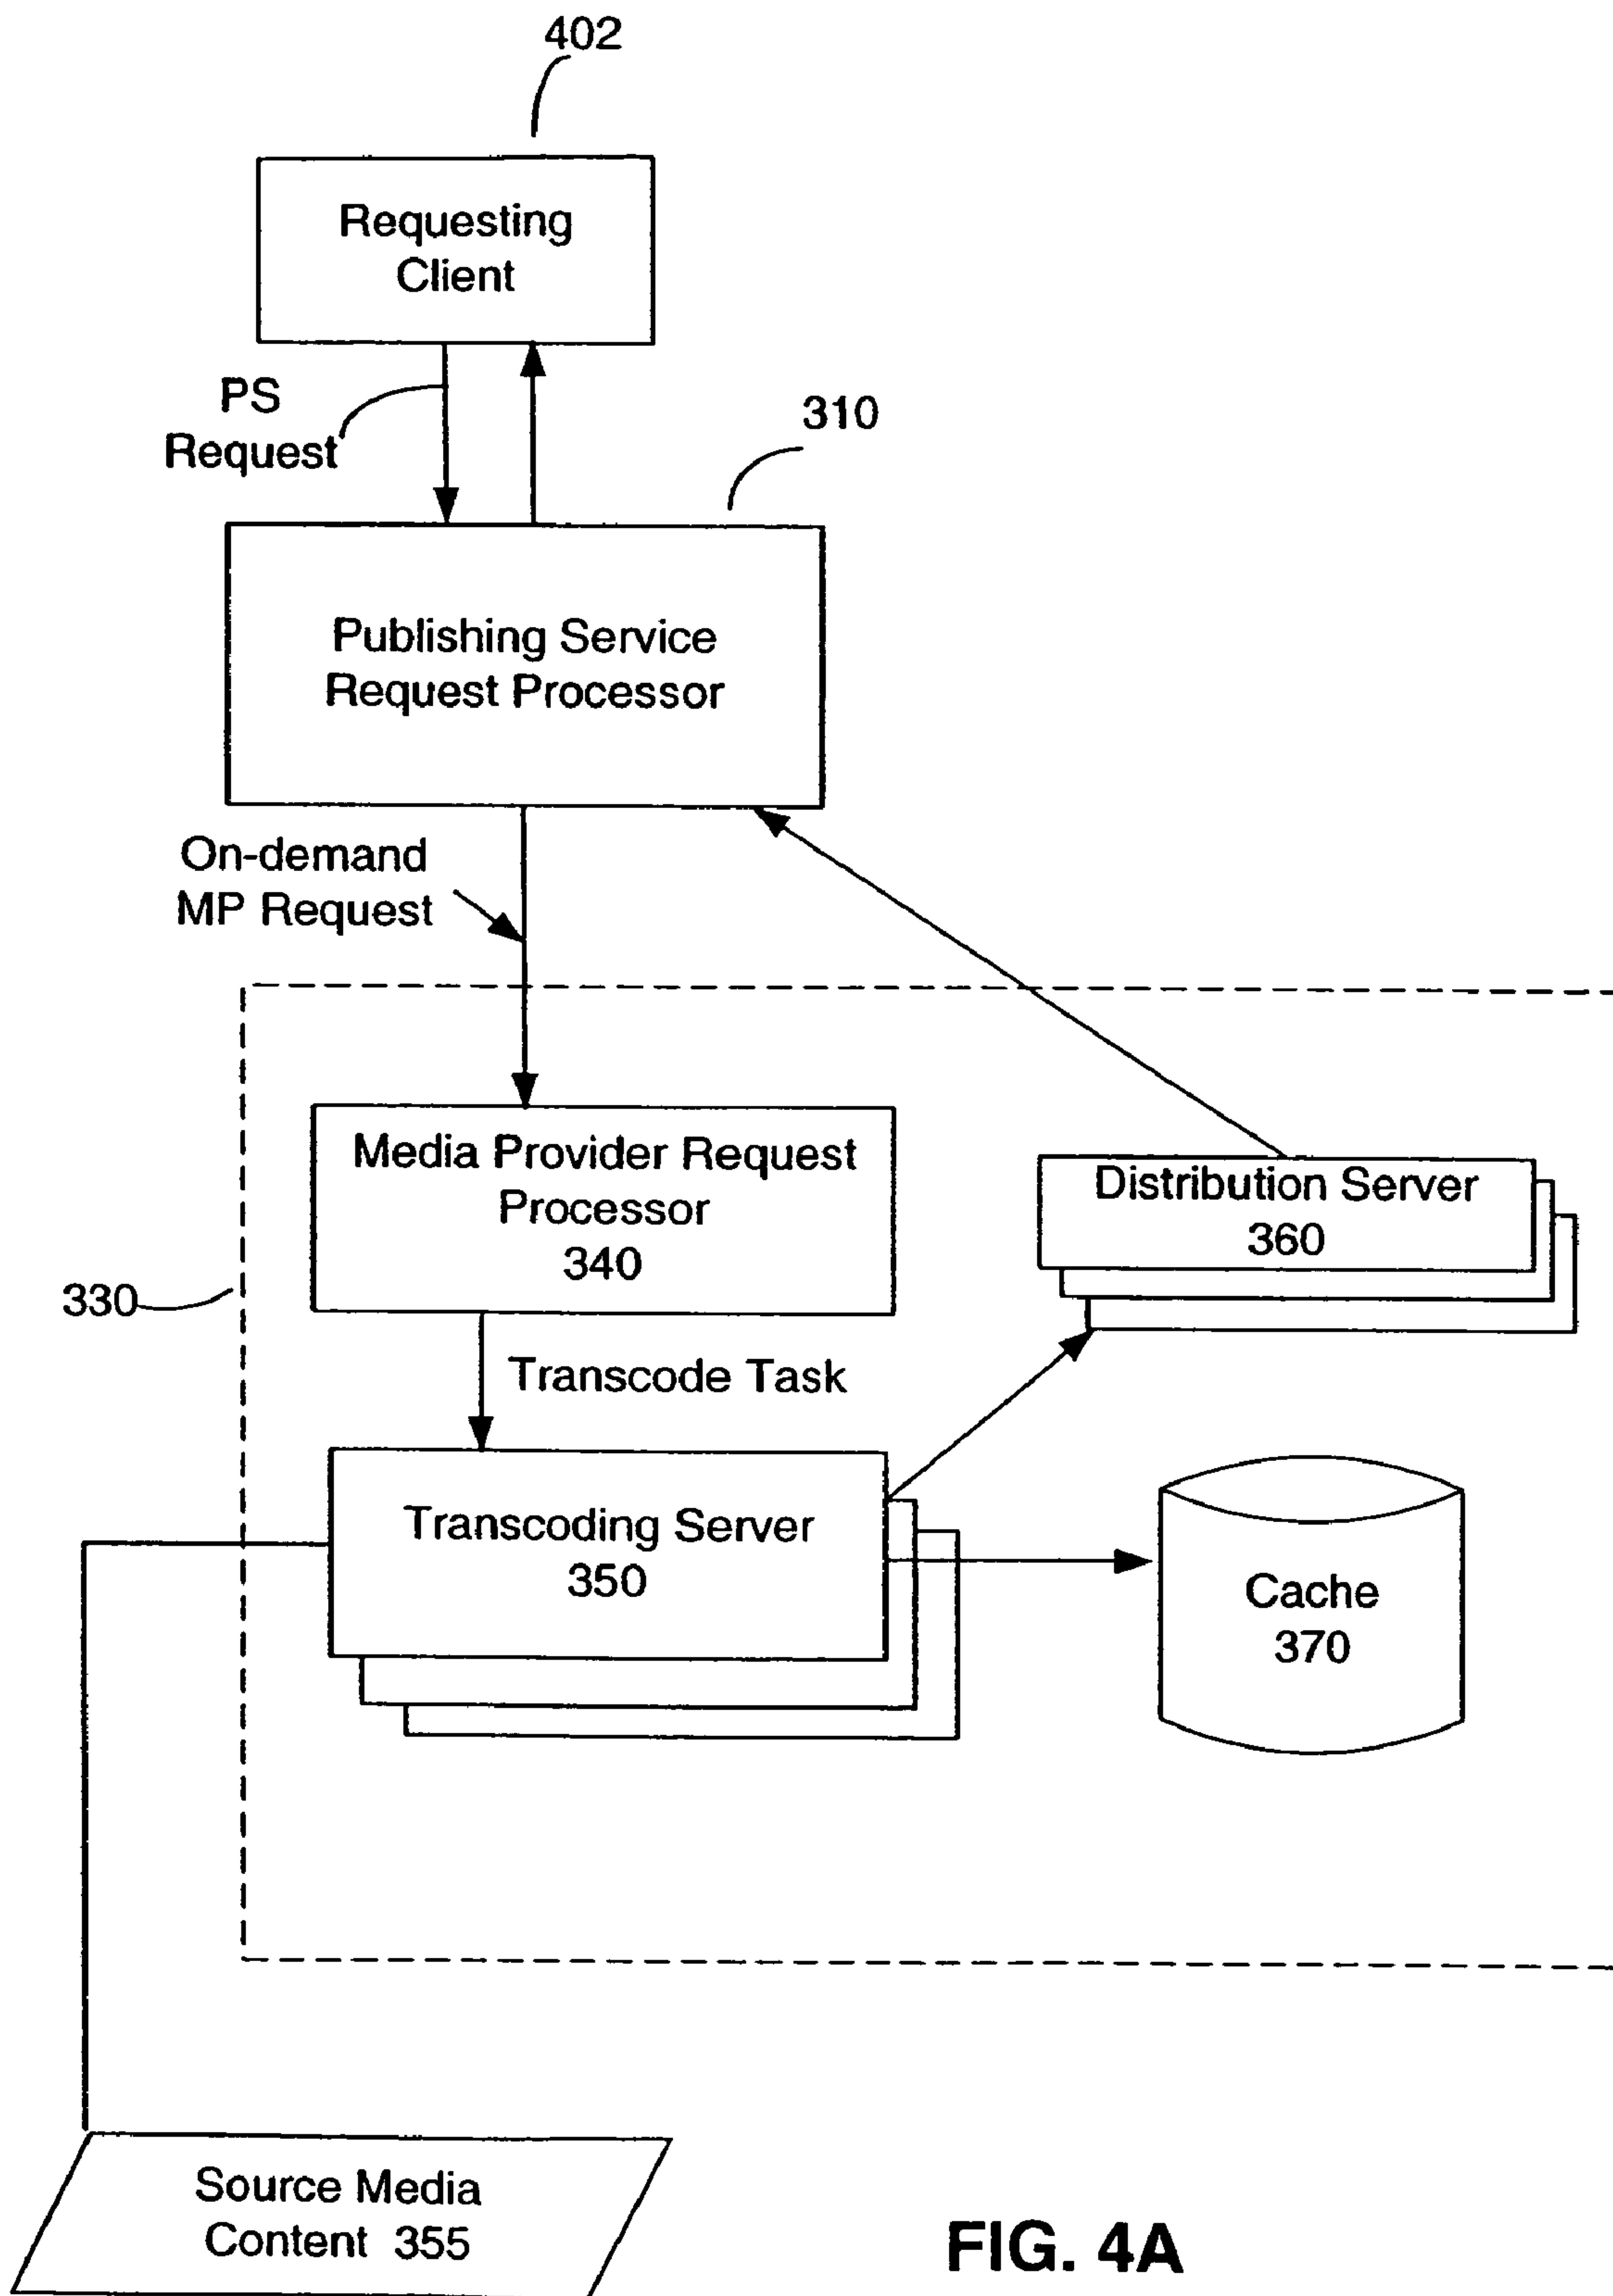 402
Requesting
Client
PS
Request
310
Publishing Service
Request Processor
On-demand
MP Request
Media Provider Request
Processor
340
Distribution Server
360
330
Transcode Task
Transcoding Server
350
Cache
370
Source Media
Content 355
FIG. 4A